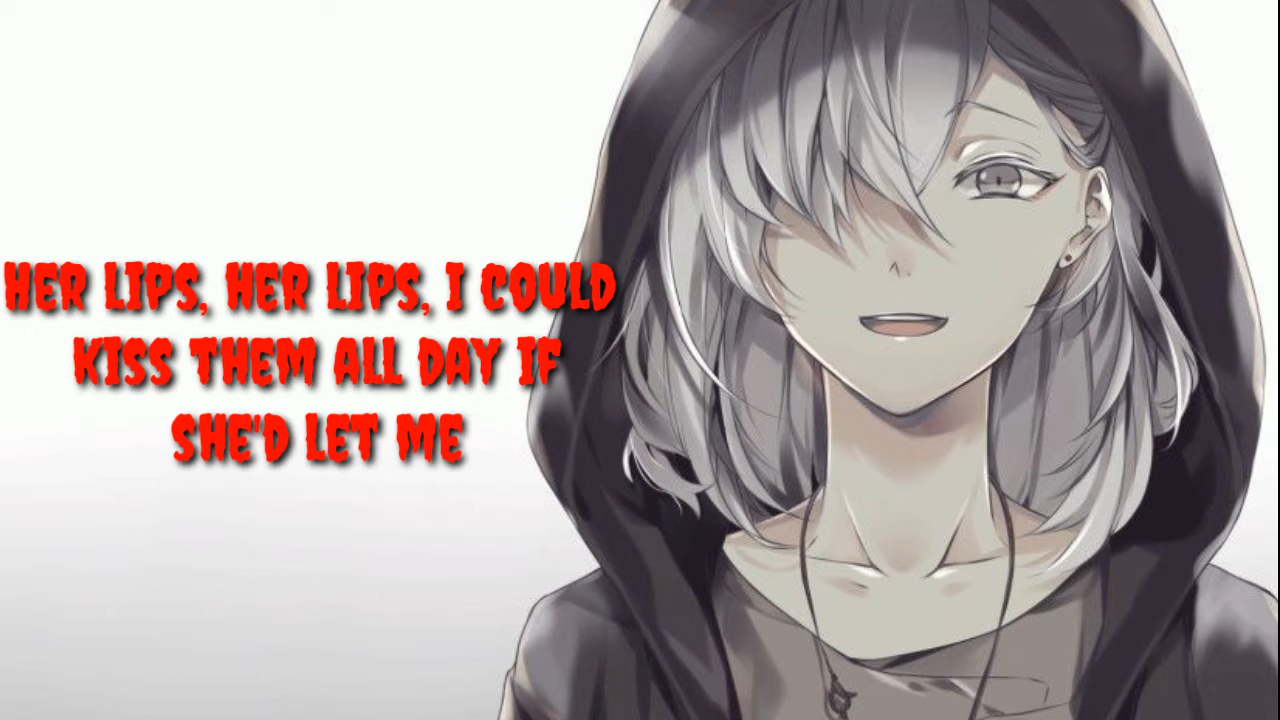 HER LIPS, HER LIPS, I COULD
KISS THEM ALL DAY IF
SHE'D LET ME